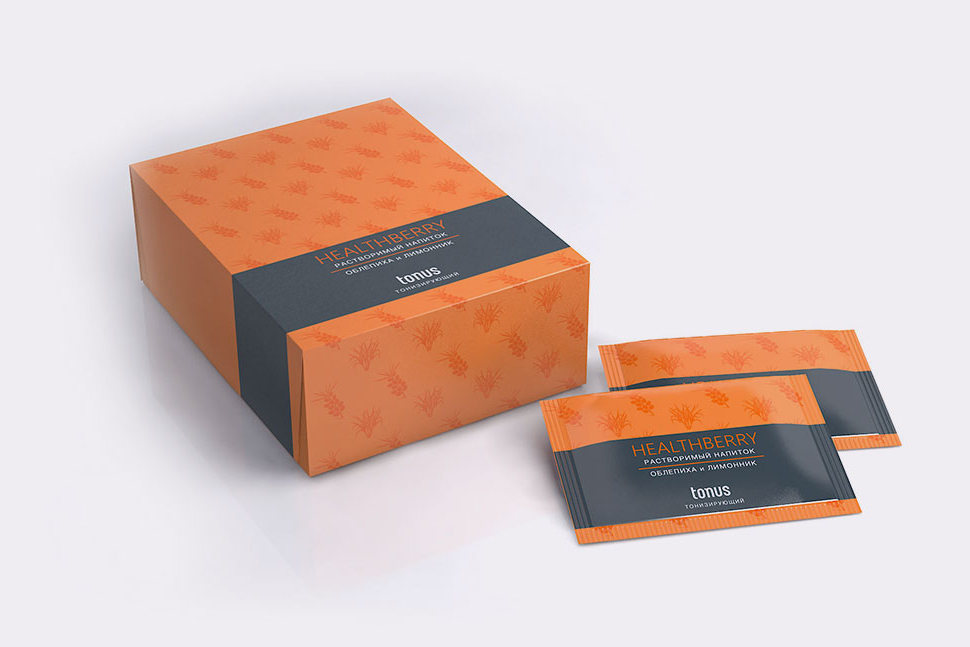 HEALTHBERRY
РАСТВОРИМЫЙ НАПИТОК
ОБЛЕПИХА и ЛИМОННИК
tonus
ТОНИЗИРУЮЩИЙ
HEALTHBERRY
РАСТВОРИМЫЙ НАПИТОК
ОБЛЕПИХА и ЛИМОННИК
tonus
ТОНИЗИРУЮЩИЙ